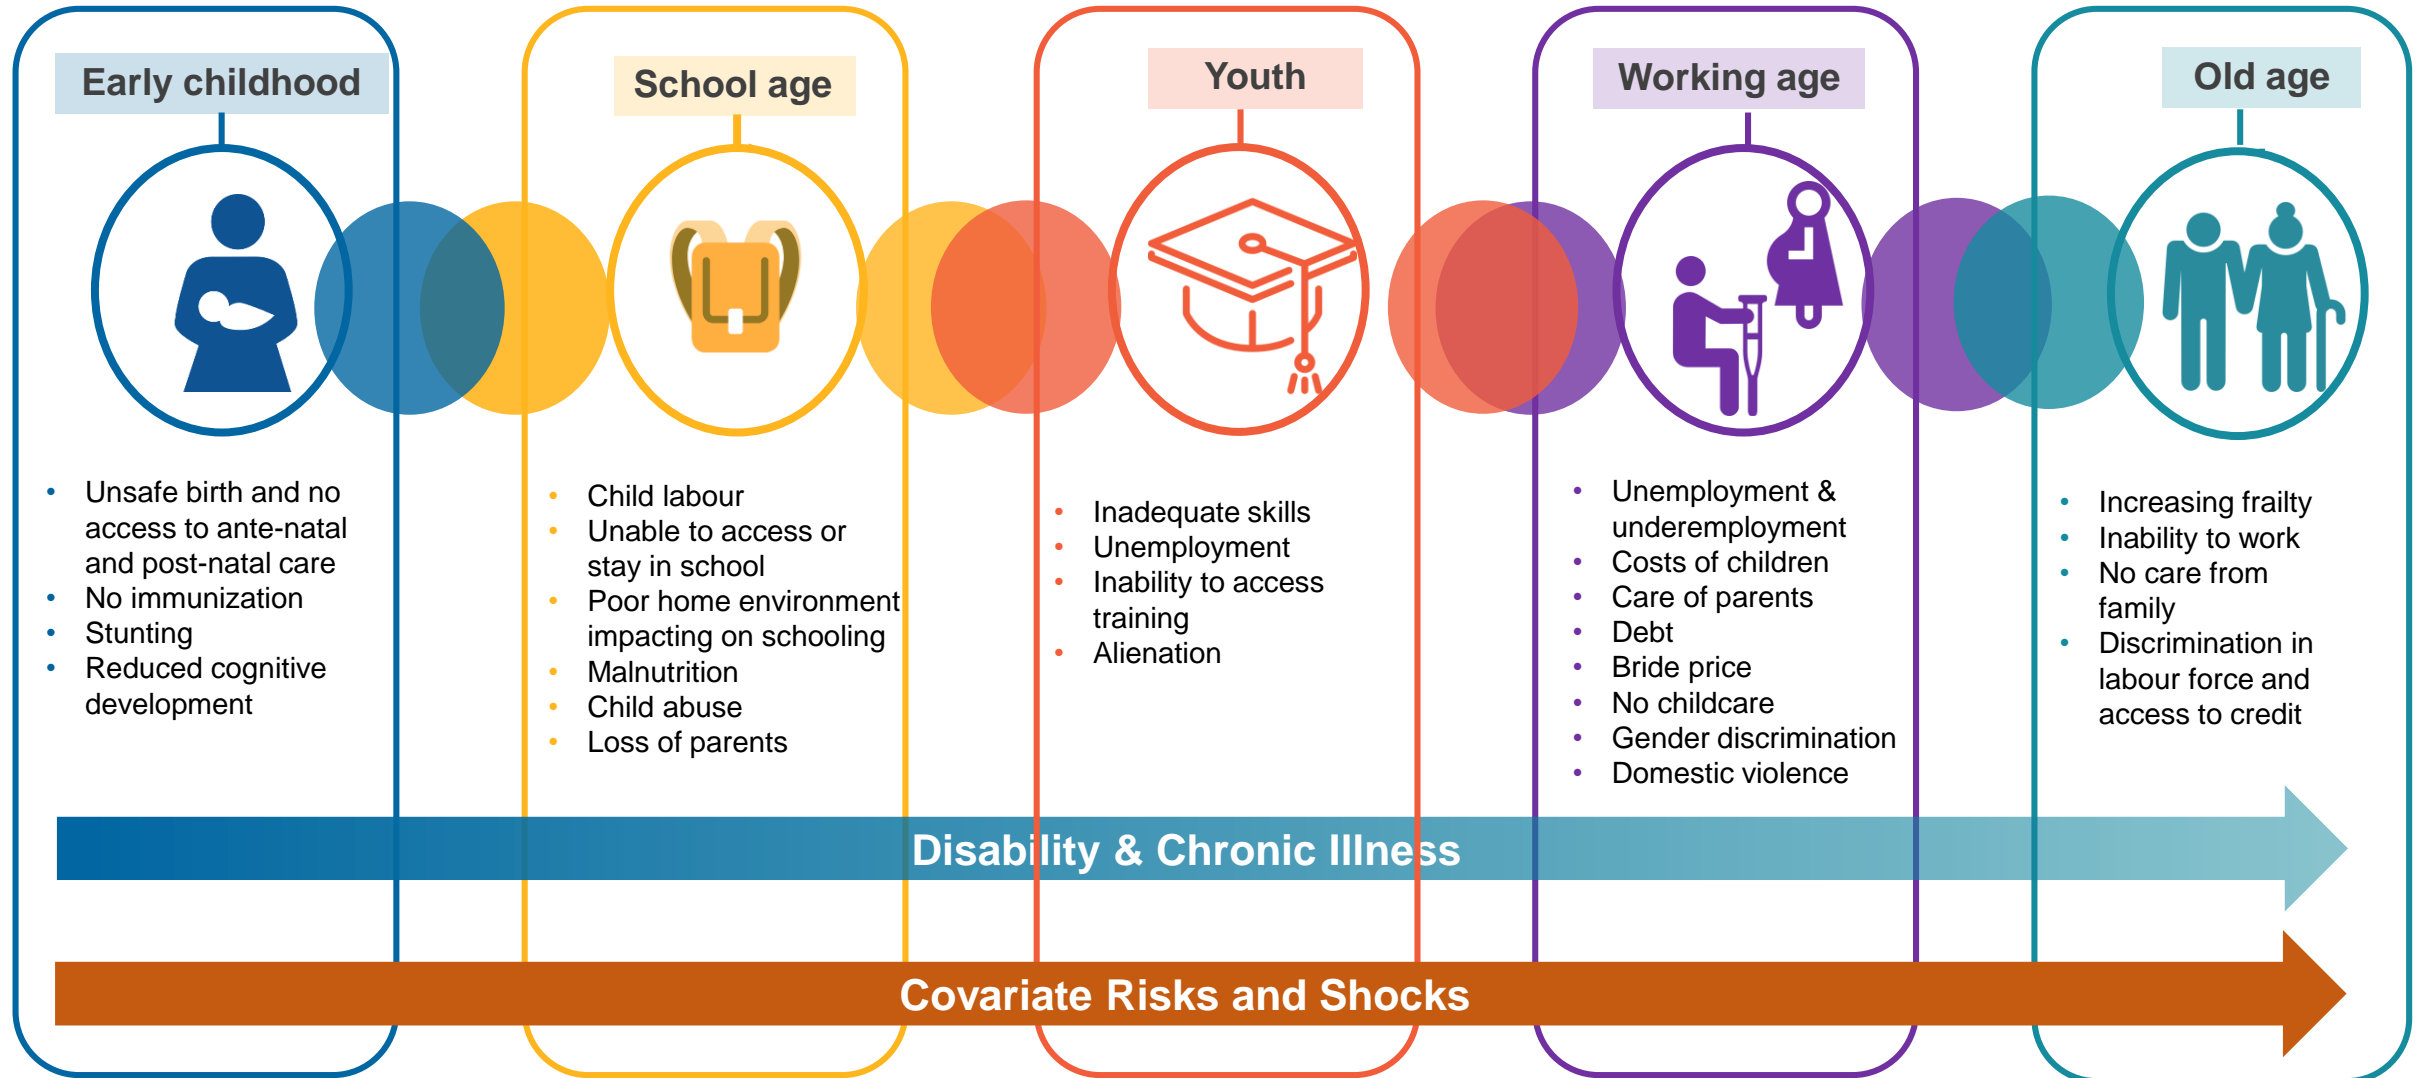 Early childhood
• Unsafe birth and no
access to ante-natal
and post-natal care
• No immunization
• Stunting
• Reduced cognitive
development
School age
• Child labour
• Unable to access or
stay in school
• Poor home environment
impacting on schooling
• Malnutrition
• Child abuse
• Loss of parents
Youth
• Inadequate skills
• Unemployment
• Inability to access
training
• Alienation
Working age
• Unemployment &
underemployment
• Costs of children
• Care of parents
• Debt
• Bride price
• No childcare
• Gender discrimination
• Domestic violence
Old age
• Increasing frailty
• Inability to work
• No care from
family
• Discrimination in
labour force and
access to credit
Disability & Chronic Illness
Covariate Risks and Shocks